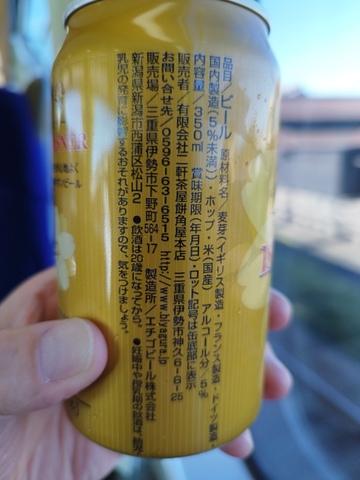 品目/ビール 原材料名/麦芽(イギリス製造・フランス製造・ドイツ製造・
国内製造(5%未満))・ホップ・米(国産) アルコール分/5%
内容量/350ml 賞味期限(年月日)・ロット記号は缶底部に表示
販売者/有限会社二軒茶屋餅角屋本店 三重県伊勢市神久6-6-25
お問い合せ先/0596-63-6515 http://www.biyagura.jp
販売場/三重県伊勢市下野町564-17 製造所/エチゴビール株式会社
新潟県新潟市西蒲区松山2 ●飲酒は20歳になってから。●妊娠中や授乳期の飲酒は、胎児・
乳児の発育に影響するおそれがありますので、気をつけましょう。